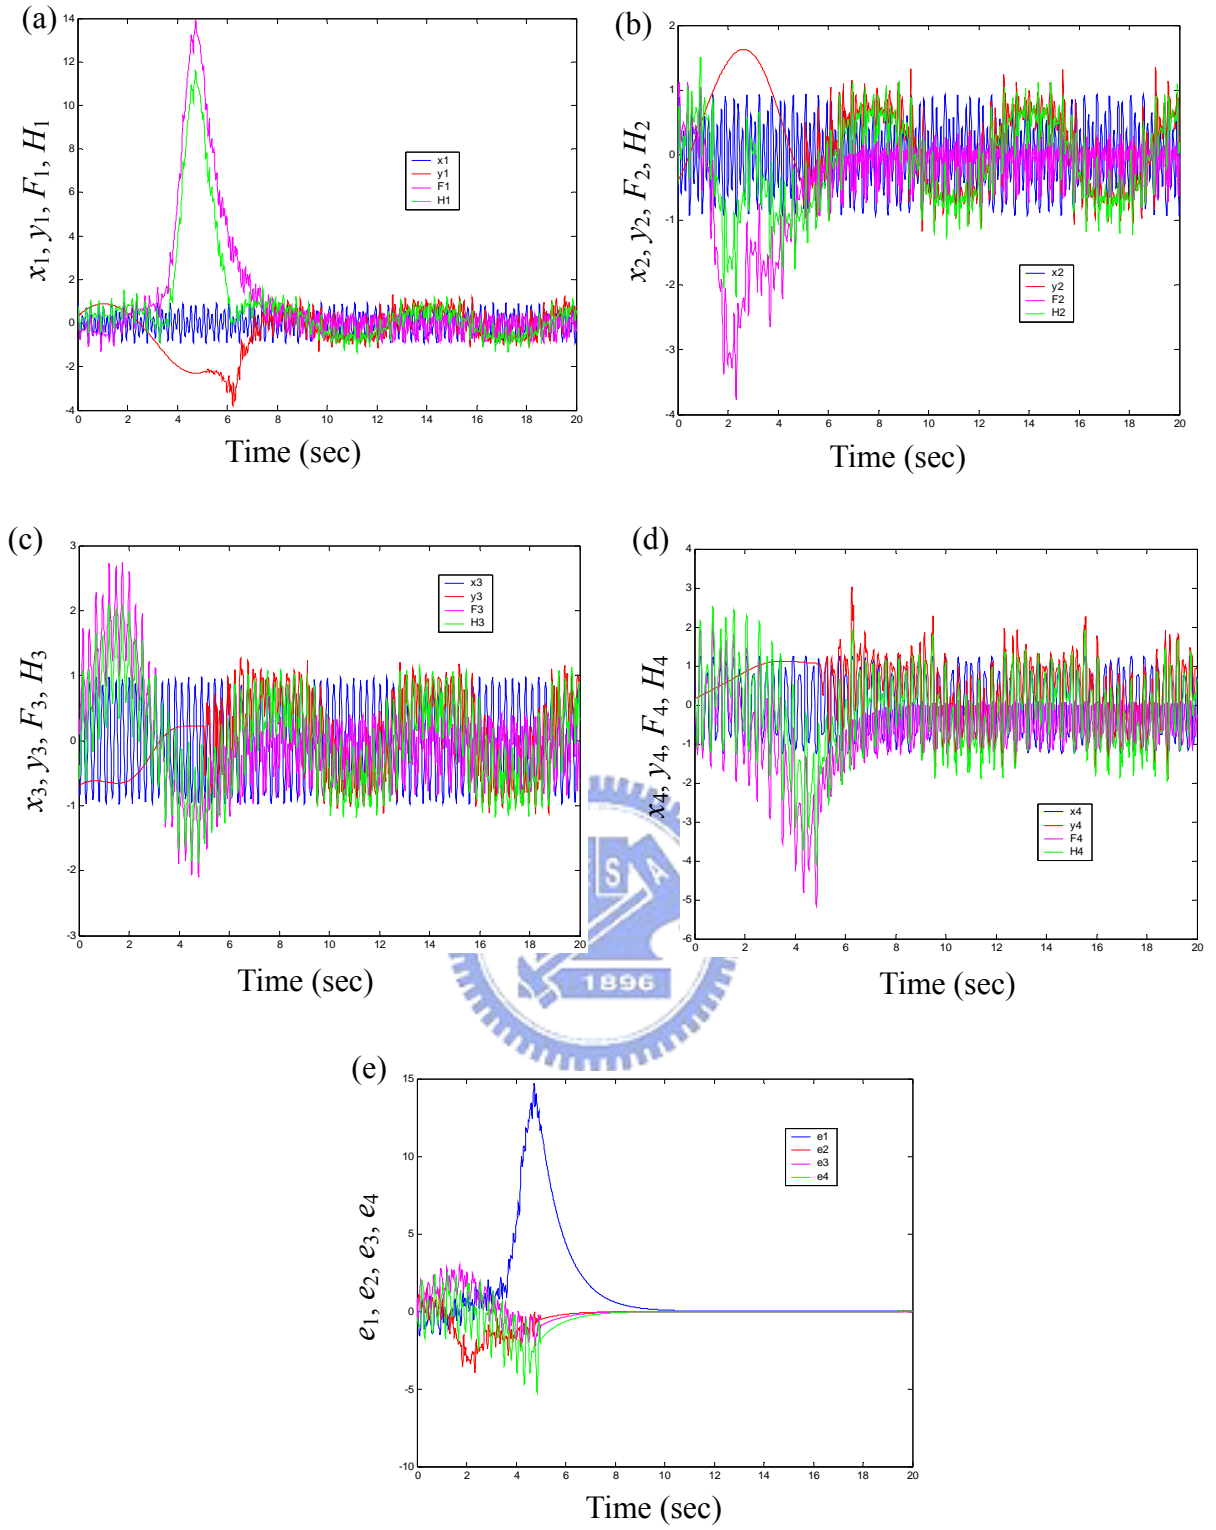 (a)
14
12
10
8
6
4
2
0
-2
-4
0 2 4 6 8 10 12 14 16 18 20
x1, y1, F1, H1
x1
y1
F1
H1
Time (sec)
(b)
2
1
0
-1
-2
-3
-4
0 2 4 6 8 10 12 14 16 18 20
x2, y2, F2, H2
x2
y2
F2
H2
Time (sec)
(c)
3
2
1
0
-1
-2
-3
0 2 4 6 8 10 12 14 16 18 20
x3, y3, F3, H3
x3
y3
F3
H3
Time (sec)
(d)
4
3
2
1
0
-1
-2
-3
-4
-5
-6
0 2 4 6 8 10 12 14 16 18 20
x4, y4, F4, H4
x4
y4
F4
H4
Time (sec)
E S A
1896
(e)
15
10
5
0
-5
-10
0 2 4 6 8 10 12 14 16 18 20
e1, e2, e3, e4
e1
e2
e3
e4
Time (sec)